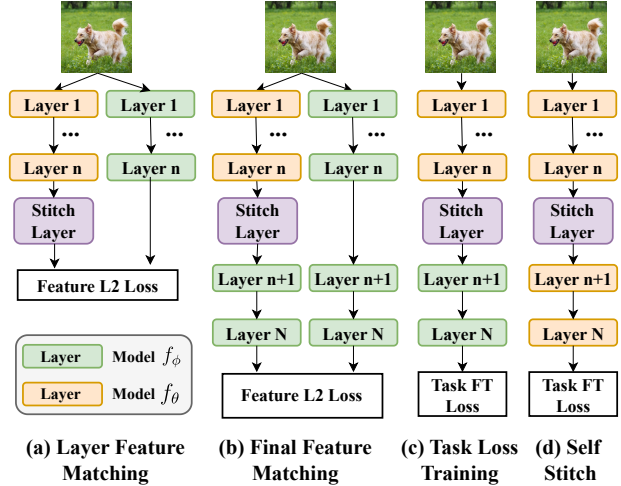 Layer 1
Layer 1
...
...
Layer n
Layer n
Stitch
Layer
Feature L2 Loss
Layer Model fϕ
Layer Model fθ
(a) Layer Feature
Matching
Layer 1
Layer 1
...
...
Layer n
Layer n
Stitch
Layer
Layer n+1
Layer n+1
Layer N
Layer N
Feature L2 Loss
(b) Final Feature
Matching
Layer 1
...
Layer n
Stitch
Layer
Layer n+1
Layer N
Task FT
Loss
(c) Task Loss
Training
Layer 1
...
Layer n
Stitch
Layer
Layer n+1
Layer N
Task FT
Loss
(d) Self
Stitch